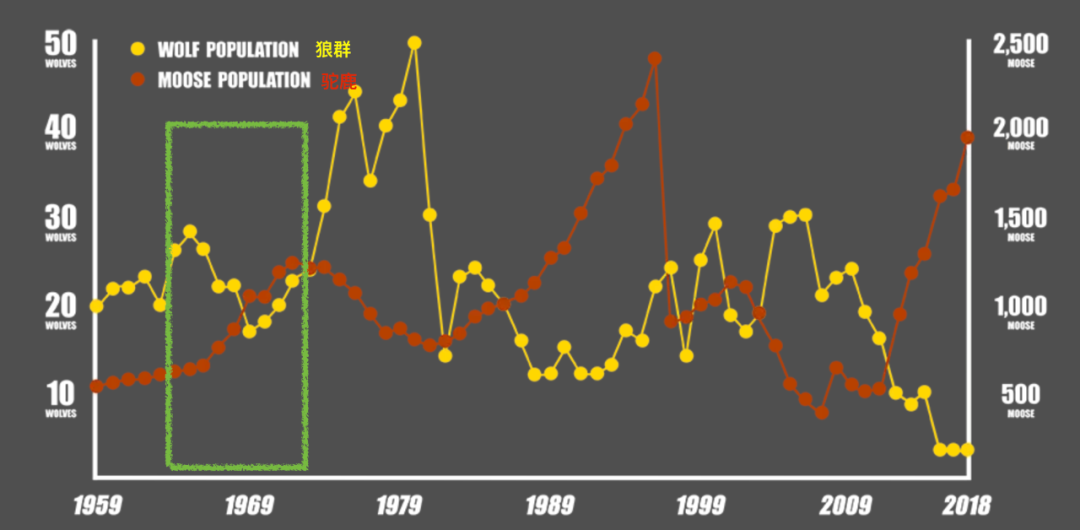 50
WOLVES
WOLF POPULATION 狼群
2,500
MOOSE
MOOSE POPULATION 驼鹿
40
WOLVES
2,000
MOOSE
30
WOLVES
1,500
MOOSE
20
WOLVES
1,000
MOOSE
10
WOLVES
500
MOOSE
1959 1969 1979 1989 1999 2009 2018